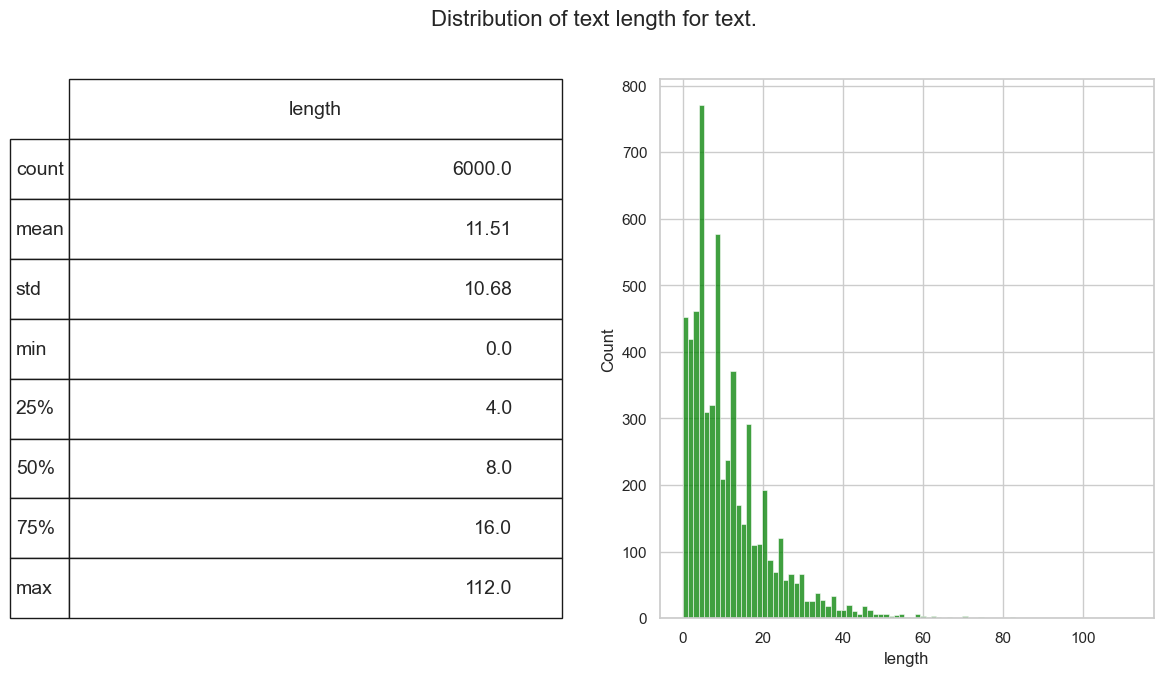 Distribution of text length for text.
length
count 6000.0
mean 11.51
std 10.68
min 0.0
25% 4.0
50% 8.0
75% 16.0
max 112.0
800
700
600
500
400
300
200
100
0
Count
0 20 40 60 80 100
length